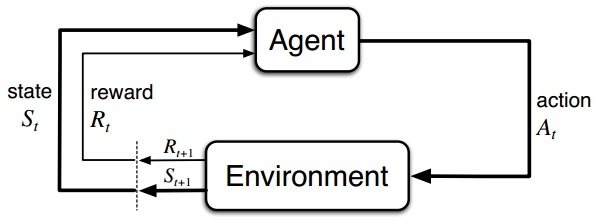 Agent
state
S_t
reward
R_t
action
A_t
R_{t+1}
S_{t+1}
Environment